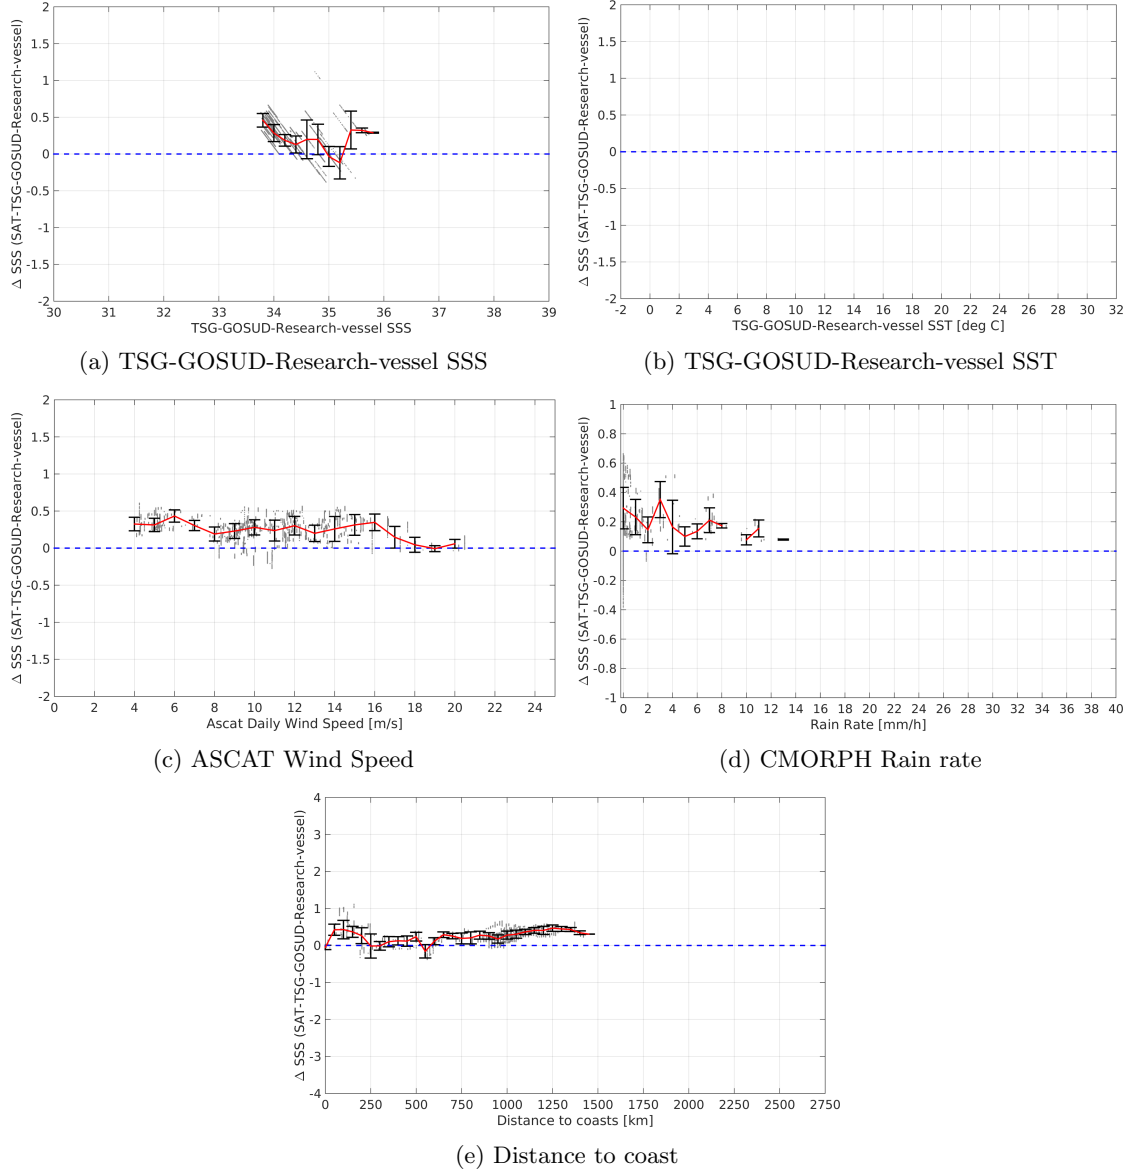 2
1.5
1
0.5
0
-0.5
-1
-1.5
-2
Δ SSS (SAT-TSG-GOSUD-Research-vessel)
30 31 32 33 34 35 36 37 38 39
TSG-GOSUD-Research-vessel SSS
(a) TSG-GOSUD-Research-vessel SSS
2
1.5
1
0.5
0
-0.5
-1
-1.5
-2
Δ SSS (SAT-TSG-GOSUD-Research-vessel)
-2 0 2 4 6 8 10 12 14 16 18 20 22 24 26 28 30 32
TSG-GOSUD-Research-vessel SST [deg C]
(b) TSG-GOSUD-Research-vessel SST
2
1.5
1
0.5
0
-0.5
-1
-1.5
-2
Δ SSS (SAT-TSG-GOSUD-Research-vessel)
0 2 4 6 8 10 12 14 16 18 20 22 24
Ascat Daily Wind Speed [m/s]
(c) ASCAT Wind Speed
1
0.8
0.6
0.4
0.2
0
-0.2
-0.4
-0.6
-0.8
-1
Δ SSS (SAT-TSG-GOSUD-Research-vessel)
0 2 4 6 8 10 12 14 16 18 20 22 24 26 28 30 32 34 36 38 40
Rain Rate [mm/h]
(d) CMORPH Rain rate
4
3
2
1
0
-1
-2
-3
-4
Δ SSS (SAT-TSG-GOSUD-Research-vessel)
0 250 500 750 1000 1250 1500 1750 2000 2250 2500 2750
Distance to coasts [km]
(e) Distance to coast